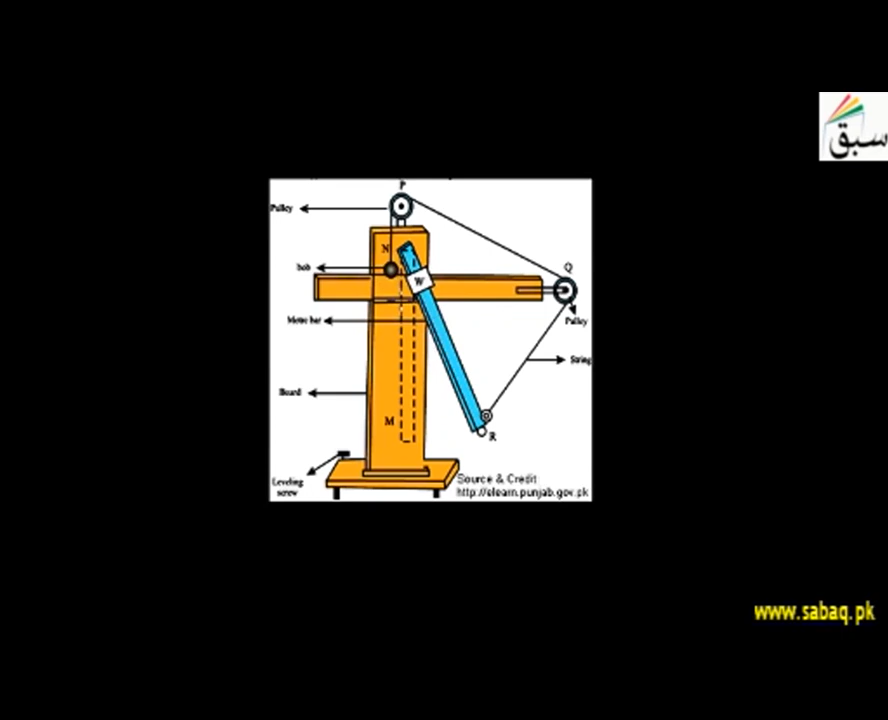 سبق
P
Pulley
N
bob
W
Q
Pulley
Metre bar
String
Board
M
R
Leveling
screw
Source & Credit
http://elearn.punjab.gov.pk
www.sabaq.pk